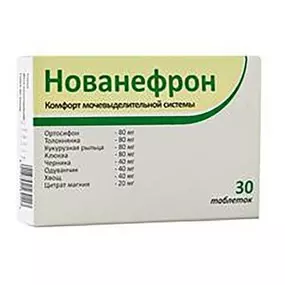 Нованефрон
Комфорт мочевыделительной системы
Ортосифон - 80 мг
Толокнянка - 80 мг
Кукурузная рыльца - 80 мг
Клюква - 80 мг
Черника - 40 мг
Одуванчик - 40 мг
Хвощ - 40 мг
Цитрат магния - 20 мг
30
таблеток